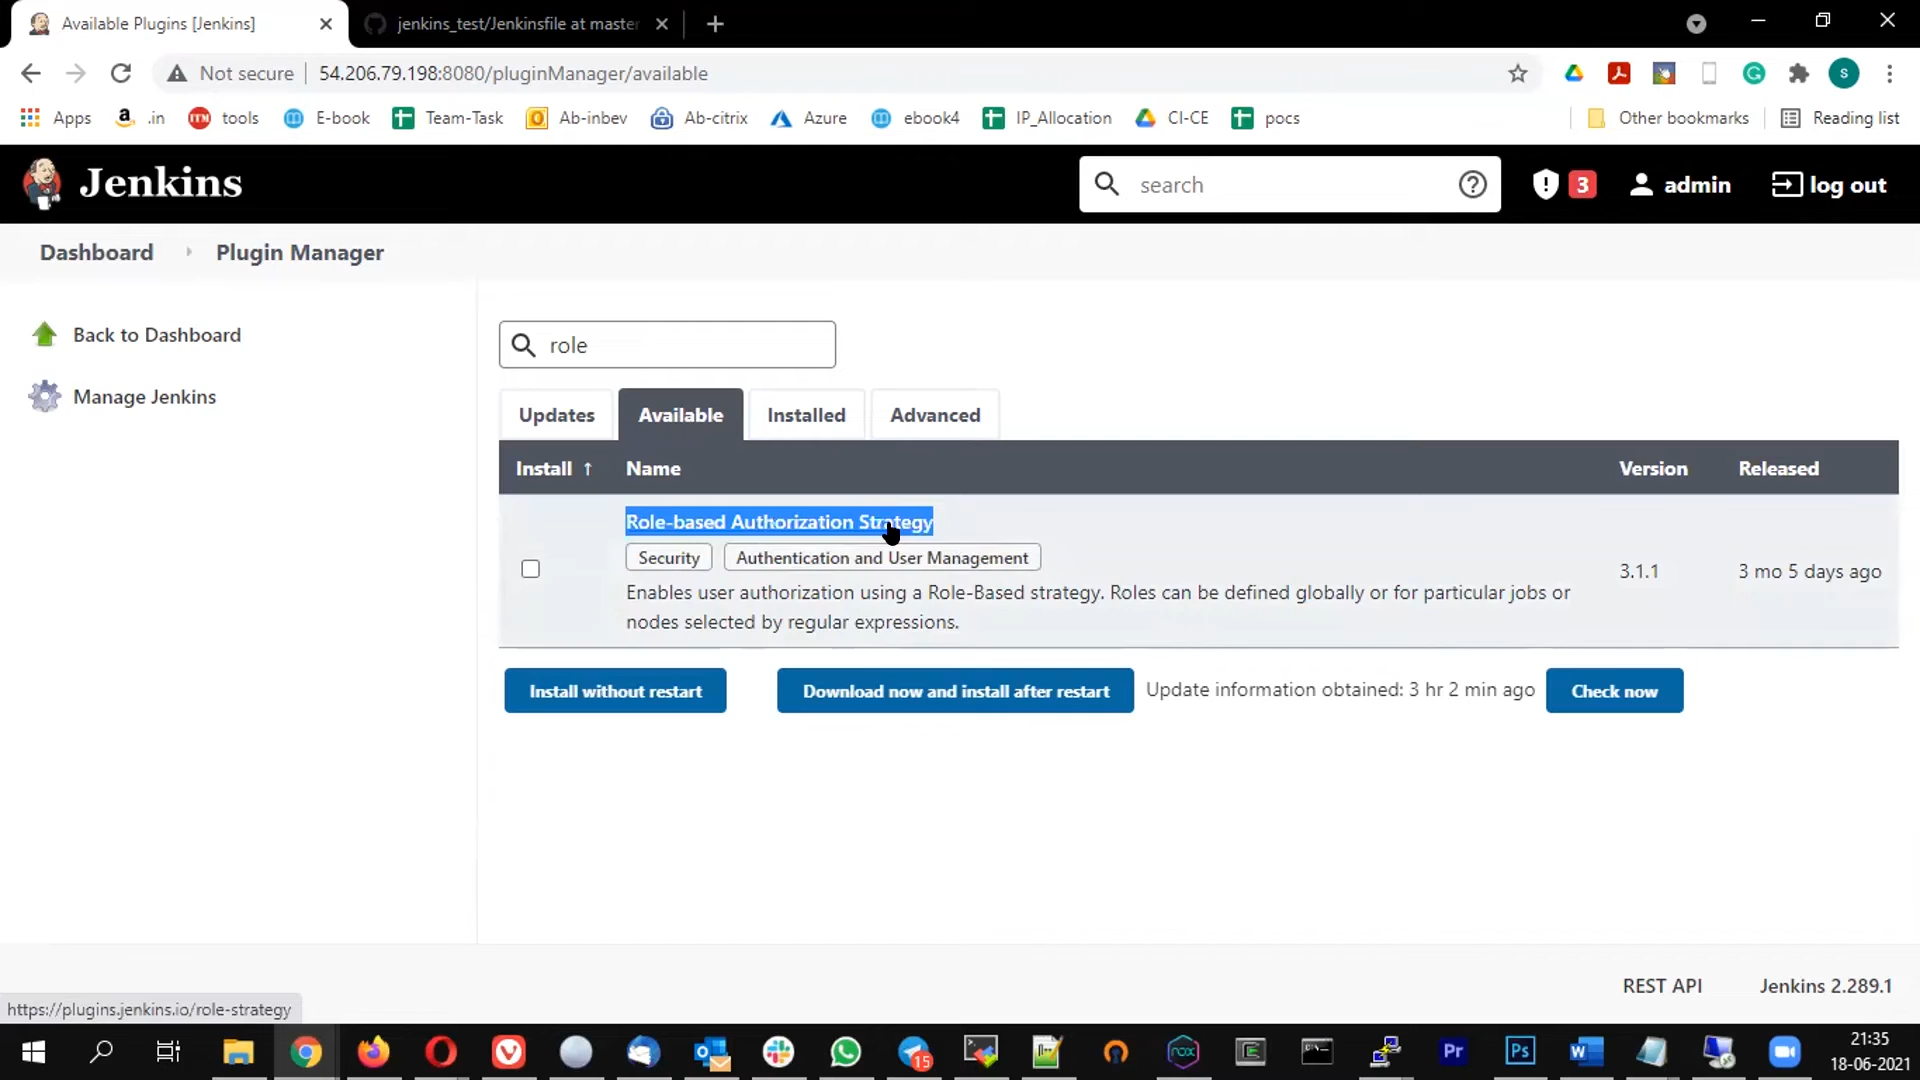 Available Plugins [Jenkins]
jenkins_test/Jenkinsfile at master
Not secure
54.206.79.198:8080/pluginManager/available
S
Apps
.in
tools
E-book
Team-Task
Ab-inbev
Ab-citrix
Azure
ebook4
IP_Allocation
CI-CE
pocs
Other bookmarks
Reading list
Jenkins
search
3
admin
log out
Dashboard
Plugin Manager
Back to Dashboard
Manage Jenkins
role
Updates
Available
Installed
Advanced
Install ↑
Name
Version
Released
Role-based Authorization Strategy
Security
Authentication and User Management
Enables user authorization using a Role-Based strategy. Roles can be defined globally or for particular jobs or
nodes selected by regular expressions.
3.1.1
3 mo 5 days ago
Install without restart
Download now and install after restart
Update information obtained: 3 hr 2 min ago
Check now
REST API
Jenkins 2.289.1
https://plugins.jenkins.io/role-strategy
15
Pr
Ps
21:35
18-06-2021